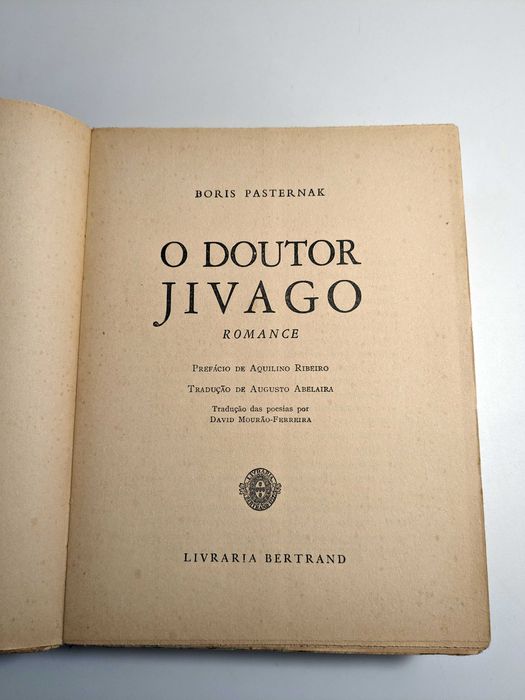 BORIS PASTERNAK
O DOUTOR
JIVAGO
ROMANCE
PREFÁCIO DE AQUILINO RIBEIRO
TRADUÇÃO DE AUGUSTO ABELAIRA
Tradução das poesias por
DAVID MOURÃO-FERREIRA
LIVRARIA BERTRAND